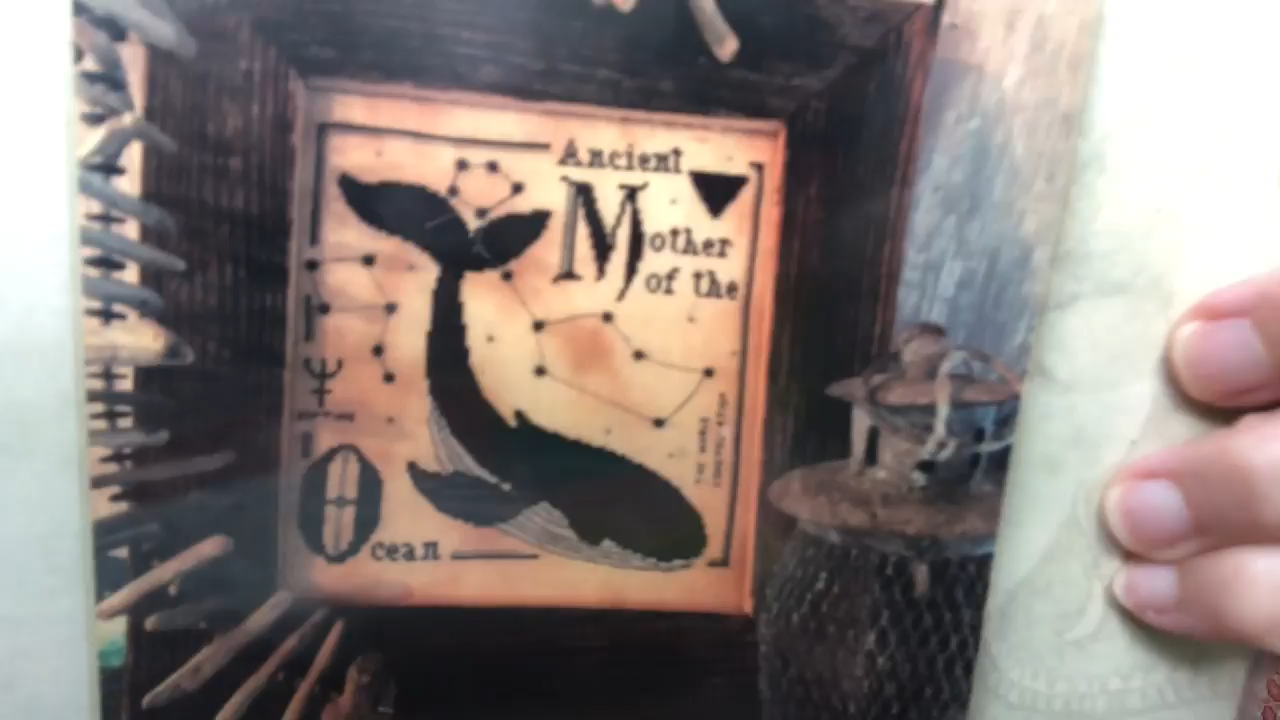 Ancient
Mother
of the
Ocean